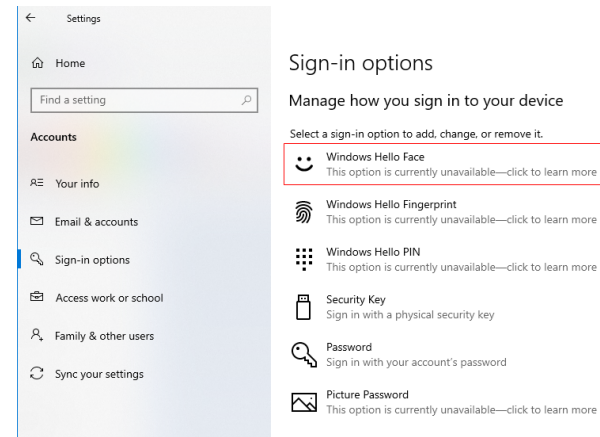 Settings
Home
Find a setting
Accounts
Your info
Email & accounts
Sign-in options
Access work or school
Family & other users
Sync your settings
Sign-in options
Manage how you sign in to your device
Select a sign-in option to add, change, or remove it.
Windows Hello Face
This option is currently unavailable—click to learn more
Windows Hello Fingerprint
This option is currently unavailable—click to learn more
Windows Hello PIN
This option is currently unavailable—click to learn more
Security Key
Sign in with a physical security key
Password
Sign in with your account's password
Picture Password
This option is currently unavailable—click to learn more